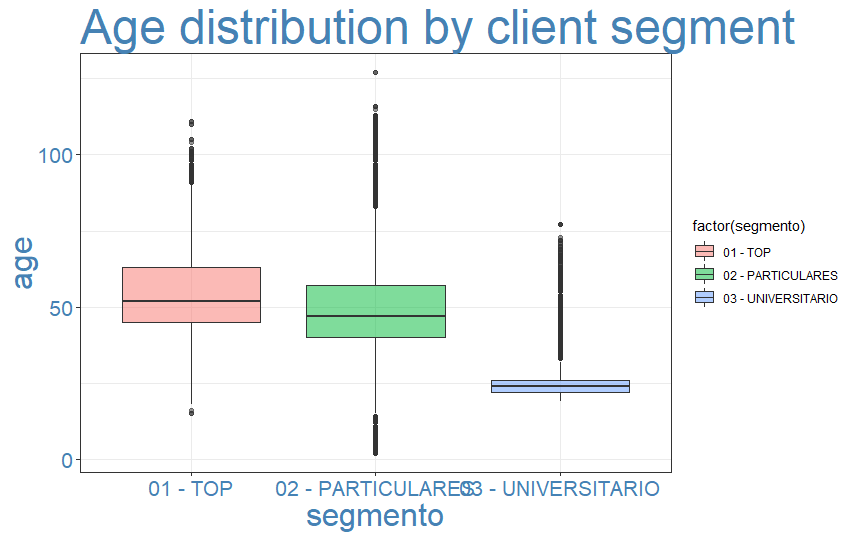 Age distribution by client segment
100
50
0
age
01 - TOP
02 - PARTICULARES
03 - UNIVERSITARIO
segmento
factor(segmento)
01 - TOP
02 - PARTICULARES
03 - UNIVERSITARIO